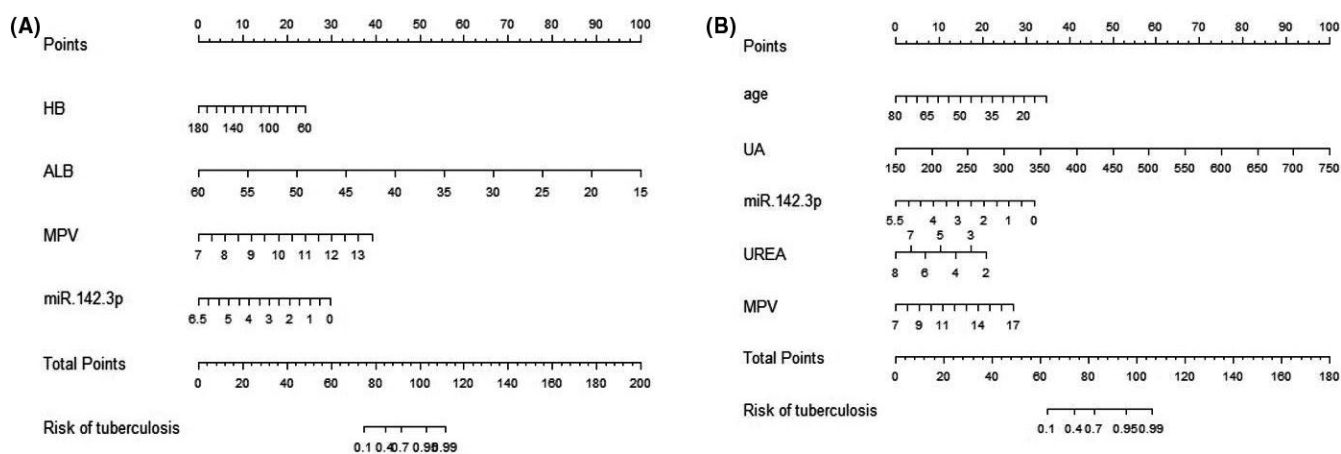 (A)
Points
0 10 20 30 40 50 60 70 80 90 100
HB
180 140 100 60
ALB
60 55 50 45 40 35 30 25 20 15
MPV
7 8 9 10 11 12 13
miR.142.3p
6.5 5 4 3 2 1 0
Total Points
0 20 40 60 80 100 120 140 160 180 200
Risk of tuberculosis
0.1 0.4 0.7 0.99
(B)
Points
0 10 20 30 40 50 60 70 80 90 100
age
80 65 50 35 20
UA
150 200 250 300 350 400 450 500 550 600 650 700 750
miR.142.3p
5.5 4 3 2 1 0
7 5 3
UREA
8 6 4 2
MPV
7 9 11 14 17
Total Points
0 20 40 60 80 100 120 140 160 180
Risk of tuberculosis
0.1 0.4 0.7 0.95 0.99